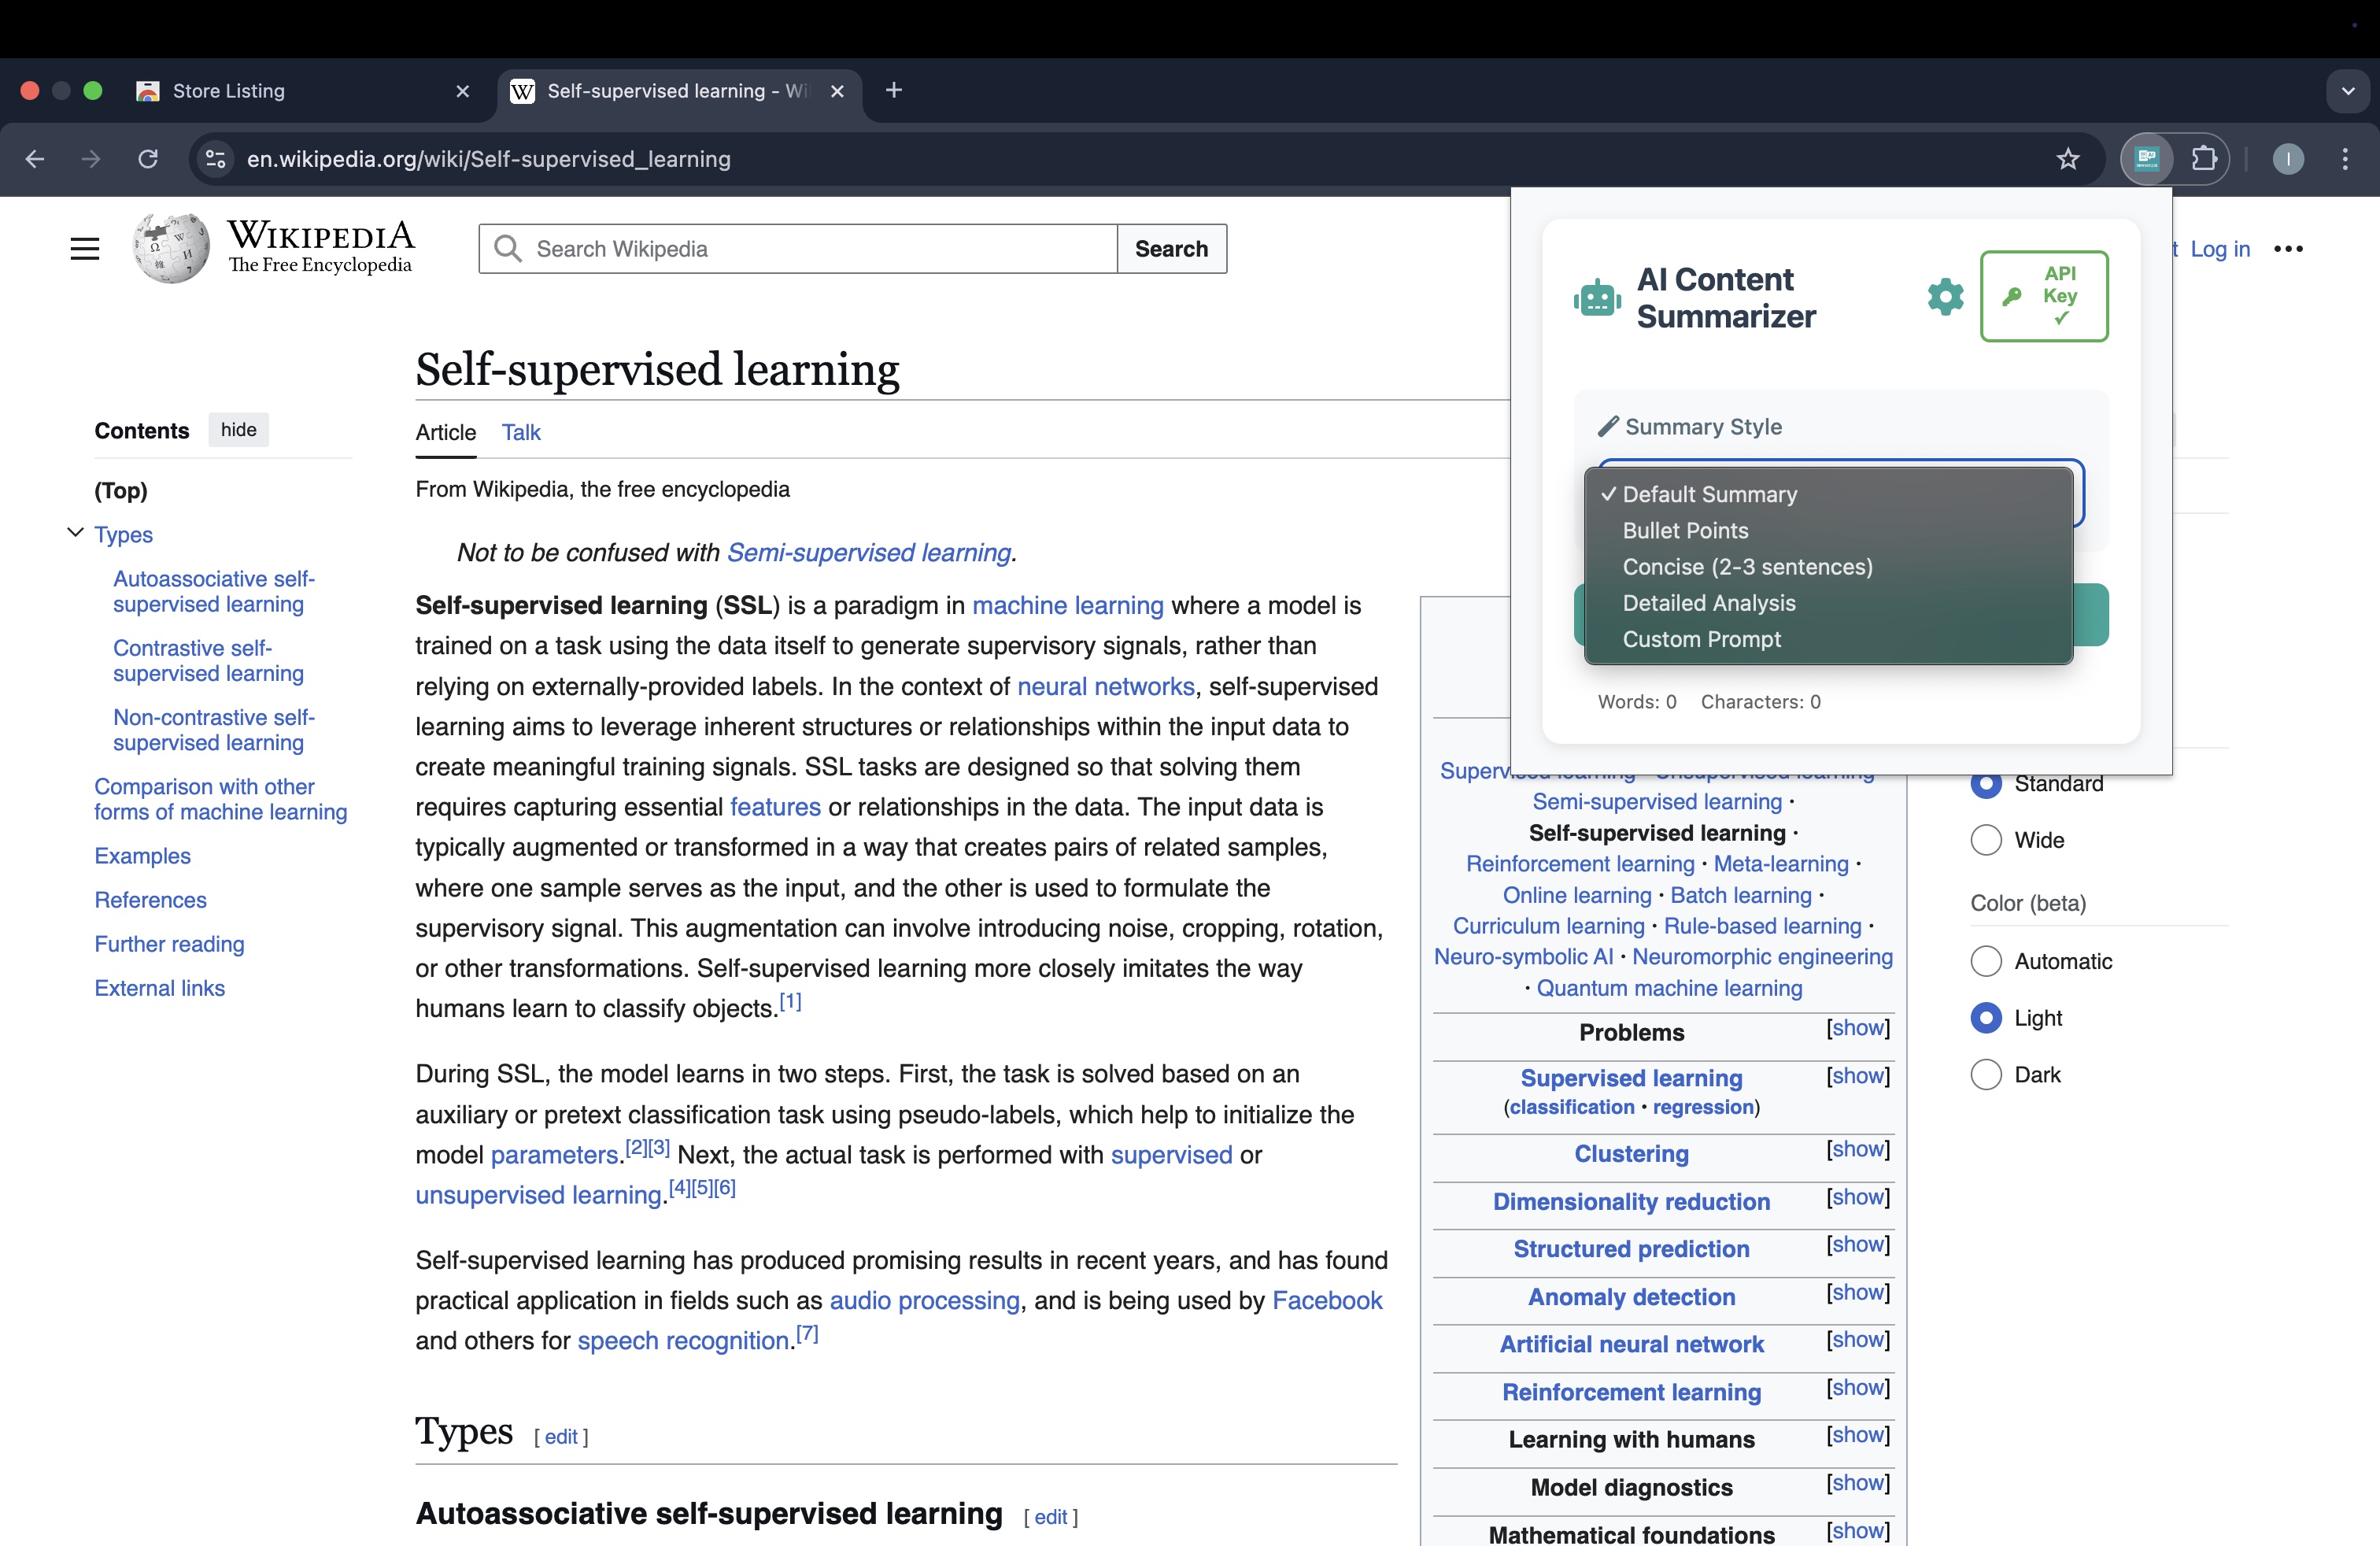 Store Listing
Self-supervised learning - Wi
en.wikipedia.org/wiki/Self-supervised_learning
I
WIKIPEDIA
The Free Encyclopedia
Search Wikipedia
Search
t Log in
AI Content
Summarizer
API
Key
✓
Summary Style
✓ Default Summary
Bullet Points
Concise (2-3 sentences)
Detailed Analysis
Custom Prompt
Words: 0 Characters: 0
Contents hide
(Top)
Types
Autoassociative self-
supervised learning
Contrastive self-
supervised learning
Non-contrastive self-
supervised learning
Comparison with other
forms of machine learning
Examples
References
Further reading
External links
Self-supervised learning
Article Talk
From Wikipedia, the free encyclopedia
Not to be confused with Semi-supervised learning.
Self-supervised learning (SSL) is a paradigm in machine learning where a model is
trained on a task using the data itself to generate supervisory signals, rather than
relying on externally-provided labels. In the context of neural networks, self-supervised
learning aims to leverage inherent structures or relationships within the input data to
create meaningful training signals. SSL tasks are designed so that solving them
requires capturing essential features or relationships in the data. The input data is
typically augmented or transformed in a way that creates pairs of related samples,
where one sample serves as the input, and the other is used to formulate the
supervisory signal. This augmentation can involve introducing noise, cropping, rotation,
or other transformations. Self-supervised learning more closely imitates the way
humans learn to classify objects.[1]
During SSL, the model learns in two steps. First, the task is solved based on an
auxiliary or pretext classification task using pseudo-labels, which help to initialize the
model parameters.[2][3] Next, the actual task is performed with supervised or
unsupervised learning.[4][5][6]
Self-supervised learning has produced promising results in recent years, and has found
practical application in fields such as audio processing, and is being used by Facebook
and others for speech recognition.[7]
Types [ edit ]
Autoassociative self-supervised learning [ edit ]
Supervised learning · Unsupervised learning
Semi-supervised learning ·
Self-supervised learning ·
Reinforcement learning · Meta-learning ·
Online learning · Batch learning ·
Curriculum learning · Rule-based learning ·
Neuro-symbolic AI · Neuromorphic engineering
· Quantum machine learning
Problems [show]
Supervised learning [show]
(classification · regression)
Clustering [show]
Dimensionality reduction [show]
Structured prediction [show]
Anomaly detection [show]
Artificial neural network [show]
Reinforcement learning [show]
Learning with humans [show]
Model diagnostics [show]
Mathematical foundations [show]
Standard
Wide
Color (beta)
Automatic
Light
Dark